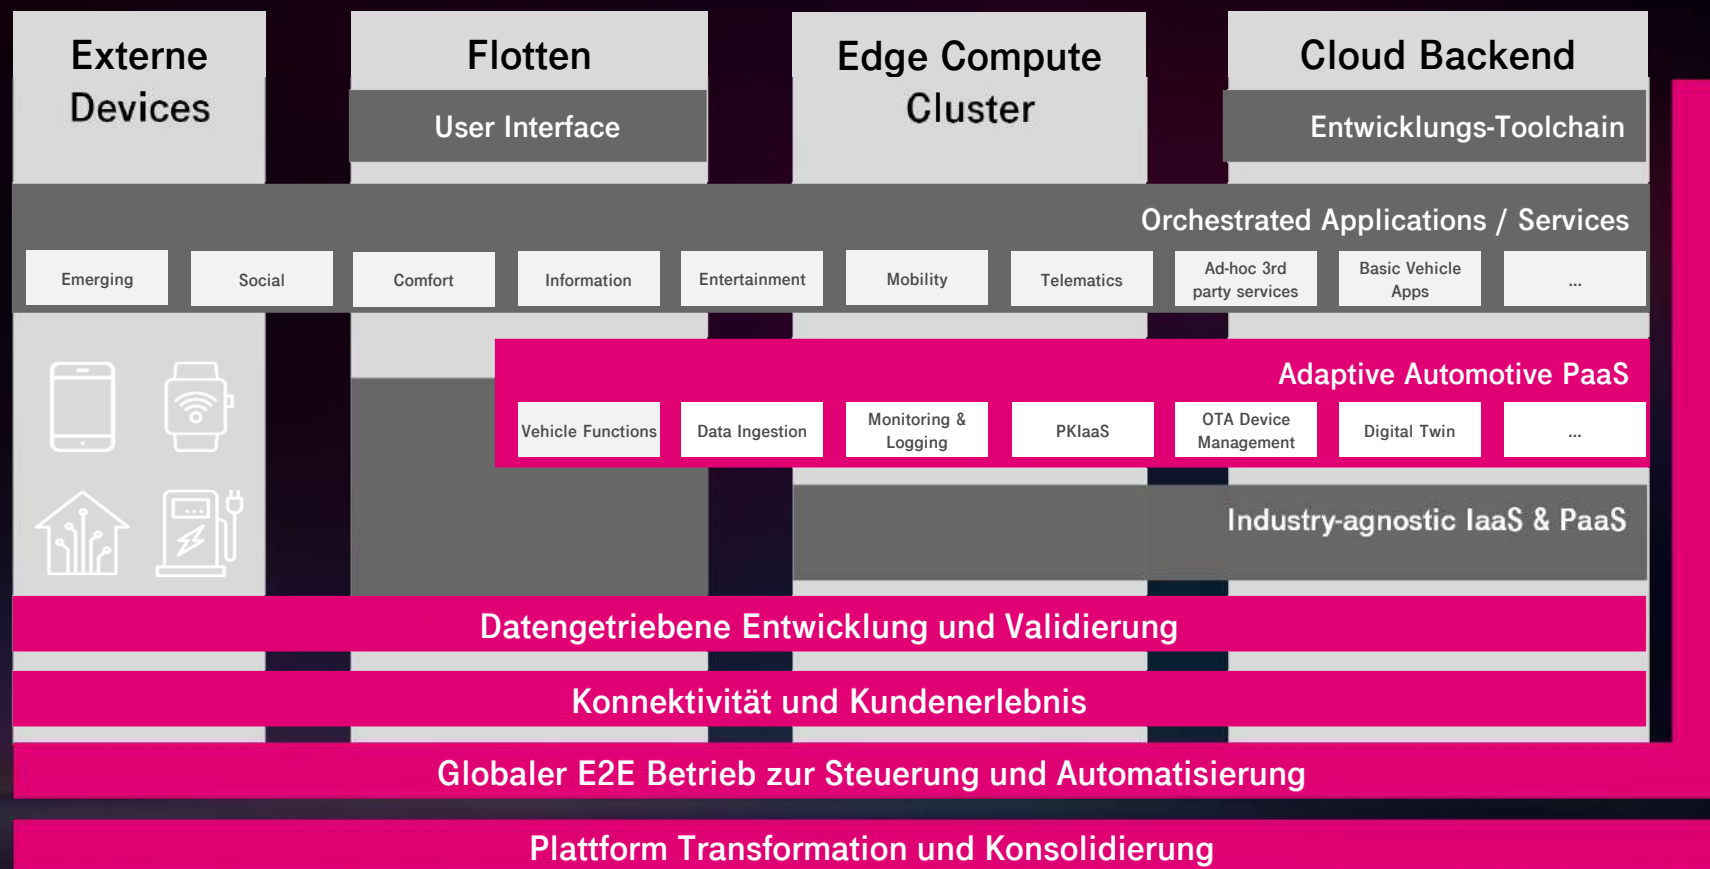 Externe
Devices
Flotten
Edge Compute
Cluster
Cloud Backend
User Interface
Entwicklungs-Toolchain
Orchestrated Applications / Services
Emerging
Social
Comfort
Information
Entertainment
Mobility
Telematics
Ad-hoc 3rd
party services
Basic Vehicle
Apps
...
Adaptive Automotive PaaS
Vehicle Functions
Data Ingestion
Monitoring &
Logging
PKIaaS
OTA Device
Management
Digital Twin
...
Industry-agnostic IaaS & PaaS
Datengetriebene Entwicklung und Validierung
Konnektivität und Kundenerlebnis
Globaler E2E Betrieb zur Steuerung und Automatisierung
Plattform Transformation und Konsolidierung